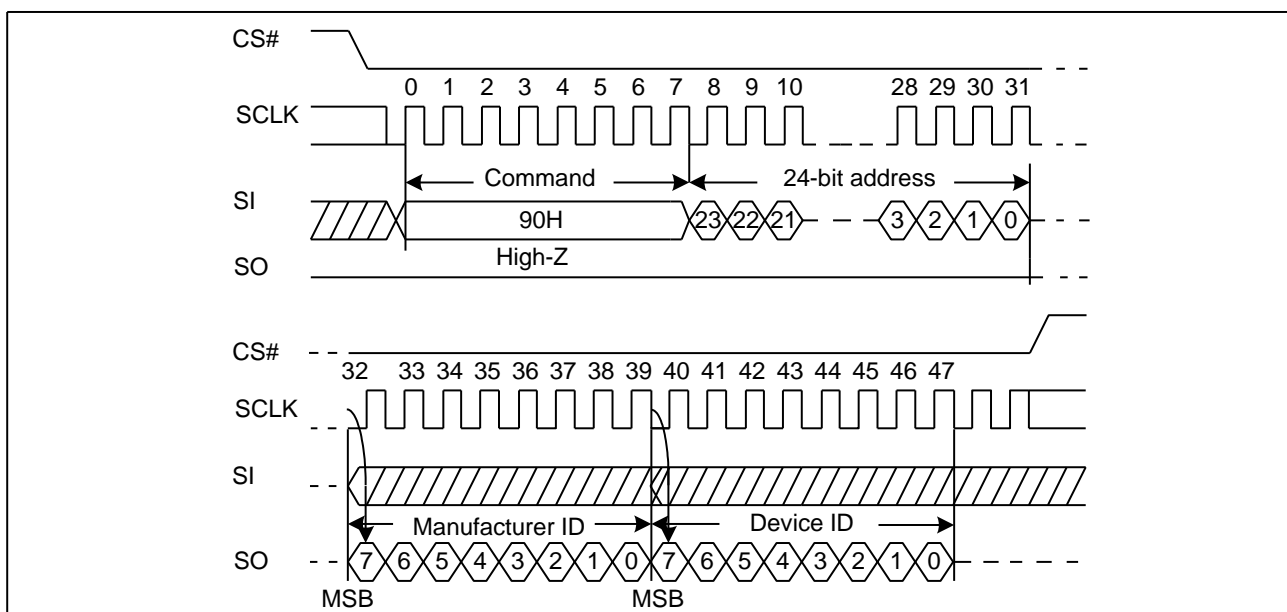 CS#
0 1 2 3 4 5 6 7 8 9 10 28 29 30 31
SCLK
Command 24-bit address
SI
90H 23 22 21 3 2 1 0
High-Z
SO
CS#
32 33 34 35 36 37 38 39 40 41 42 43 44 45 46 47
SCLK
SI
Manufacturer ID Device ID
SO 7 6 5 4 3 2 1 0 7 6 5 4 3 2 1 0
MSB MSB